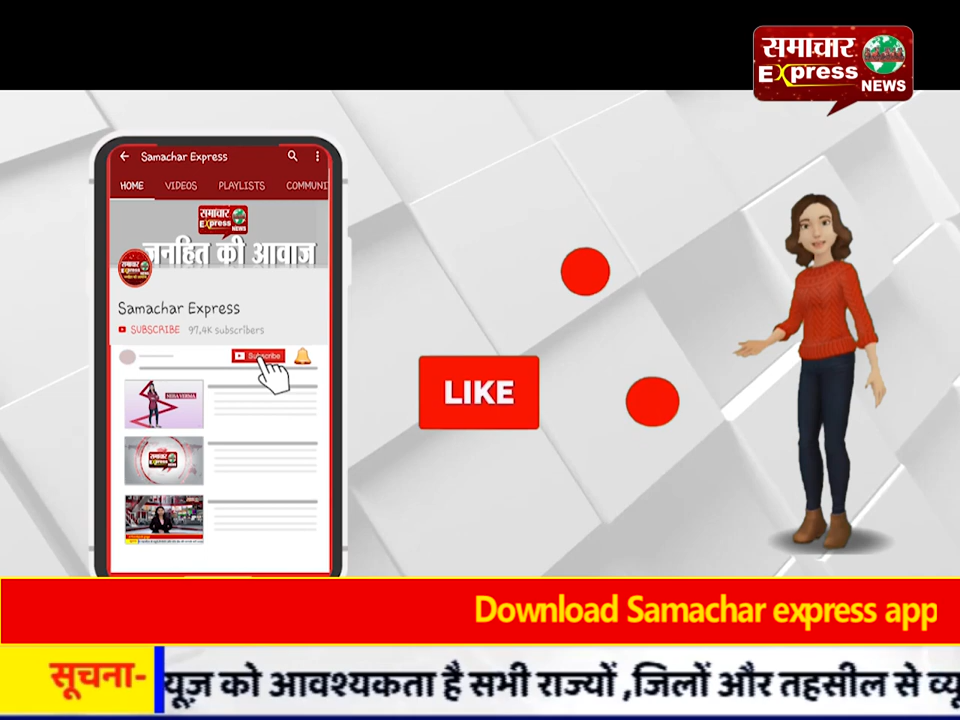 समाचार
Express
NEWS
Samachar Express
HOME VIDEOS PLAYLISTS COMMUNI
समाचार
Express
NEWS
जनहित की आवाज
Samachar Express
SUBSCRIBE 97.4K subscribers
Subscribe
LIKE
Download Samachar express app
सूचना- यूज़ को आवश्यकता है सभी राज्यों ,जिलों और तहसील से व्यू